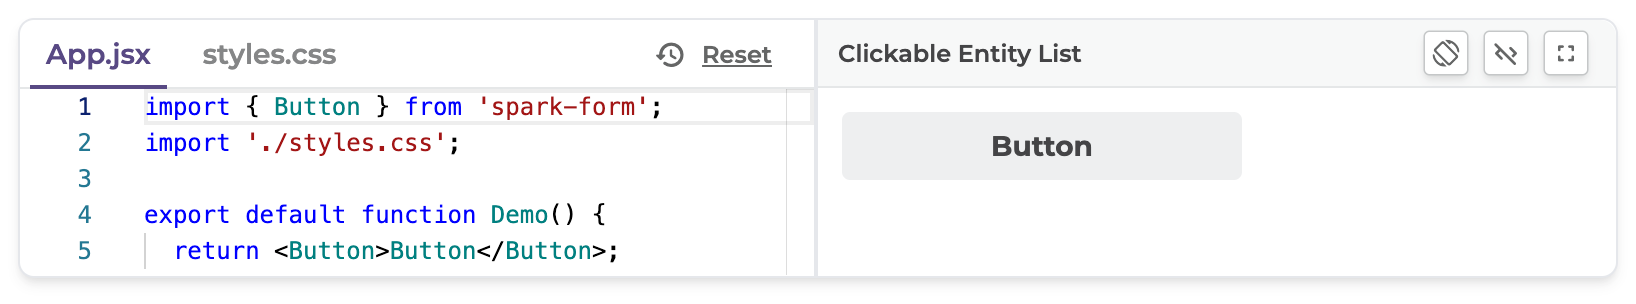 App.jsx styles.css Reset
1 import { Button } from 'spark-form';
2 import './styles.css';
3
4 export default function Demo() {
5   return <Button>Button</Button>;
Clickable Entity List
Button